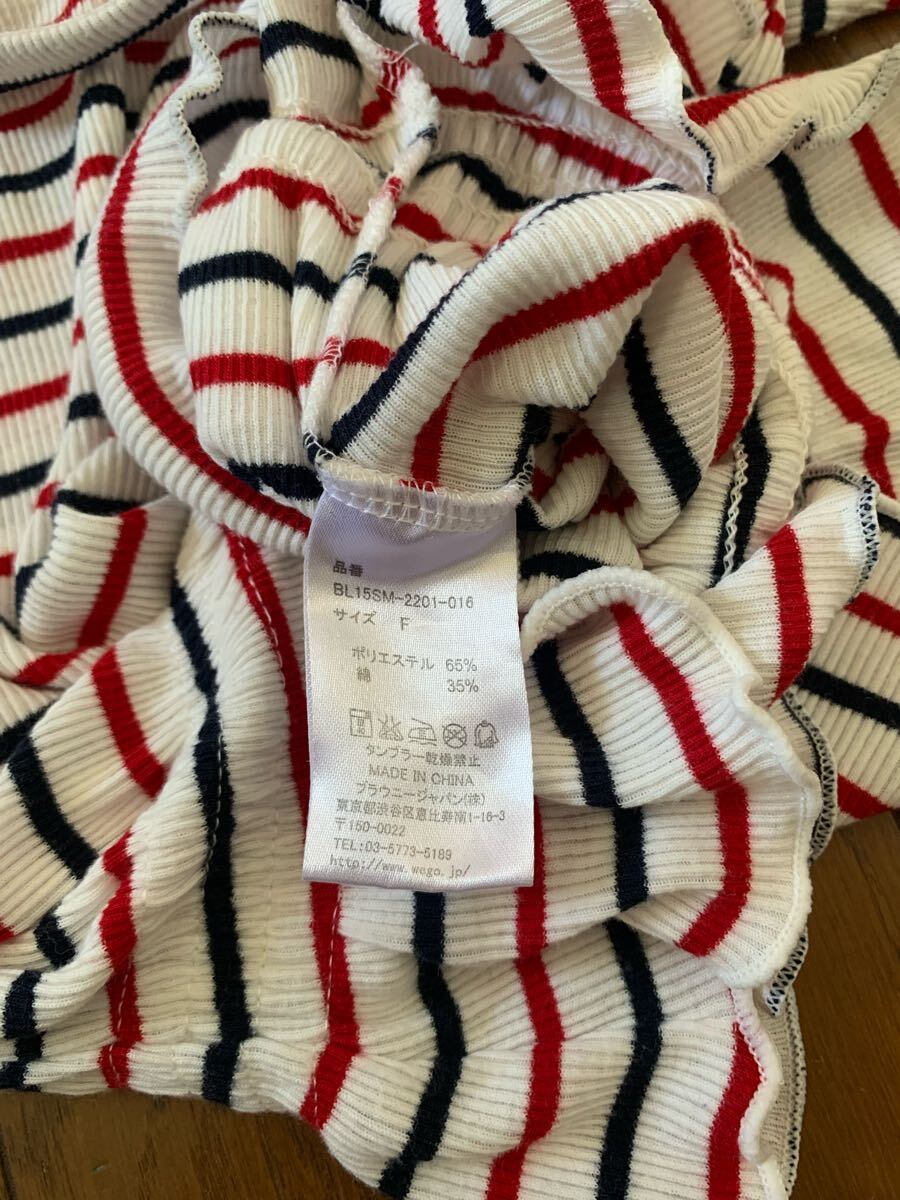 品番
BL15SM-2201-016
サイズ F
ポリエステル 65%
綿 35%
タンブラー乾燥禁止
MADE IN CHINA
ブラウニージャパン(株)
東京都渋谷区恵比寿南1-16-3
〒150-0022
TEL:03-5773-5189
http://www.wego.jp/